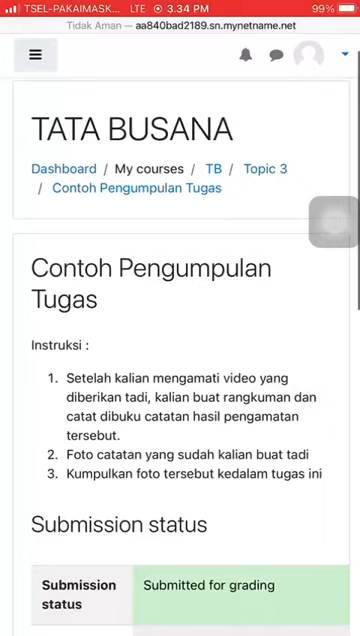 TSEL-PAKAIMASK... LTE 3.34 PM 99%
Tidak Aman — aa840bad2189.sn.mynetname.net
TATA BUSANA
Dashboard / My courses / TB / Topic 3
/ Contoh Pengumpulan Tugas
Contoh Pengumpulan
Tugas
Instruksi :
1. Setelah kalian mengamati video yang
diberikan tadi, kalian buat rangkuman dan
catat dibuku catatan hasil pengamatan
tersebut.
2. Foto catatan yang sudah kalian buat tadi
3. Kumpulkan foto tersebut kedalam tugas ini
Submission status
Submission Submitted for grading
status